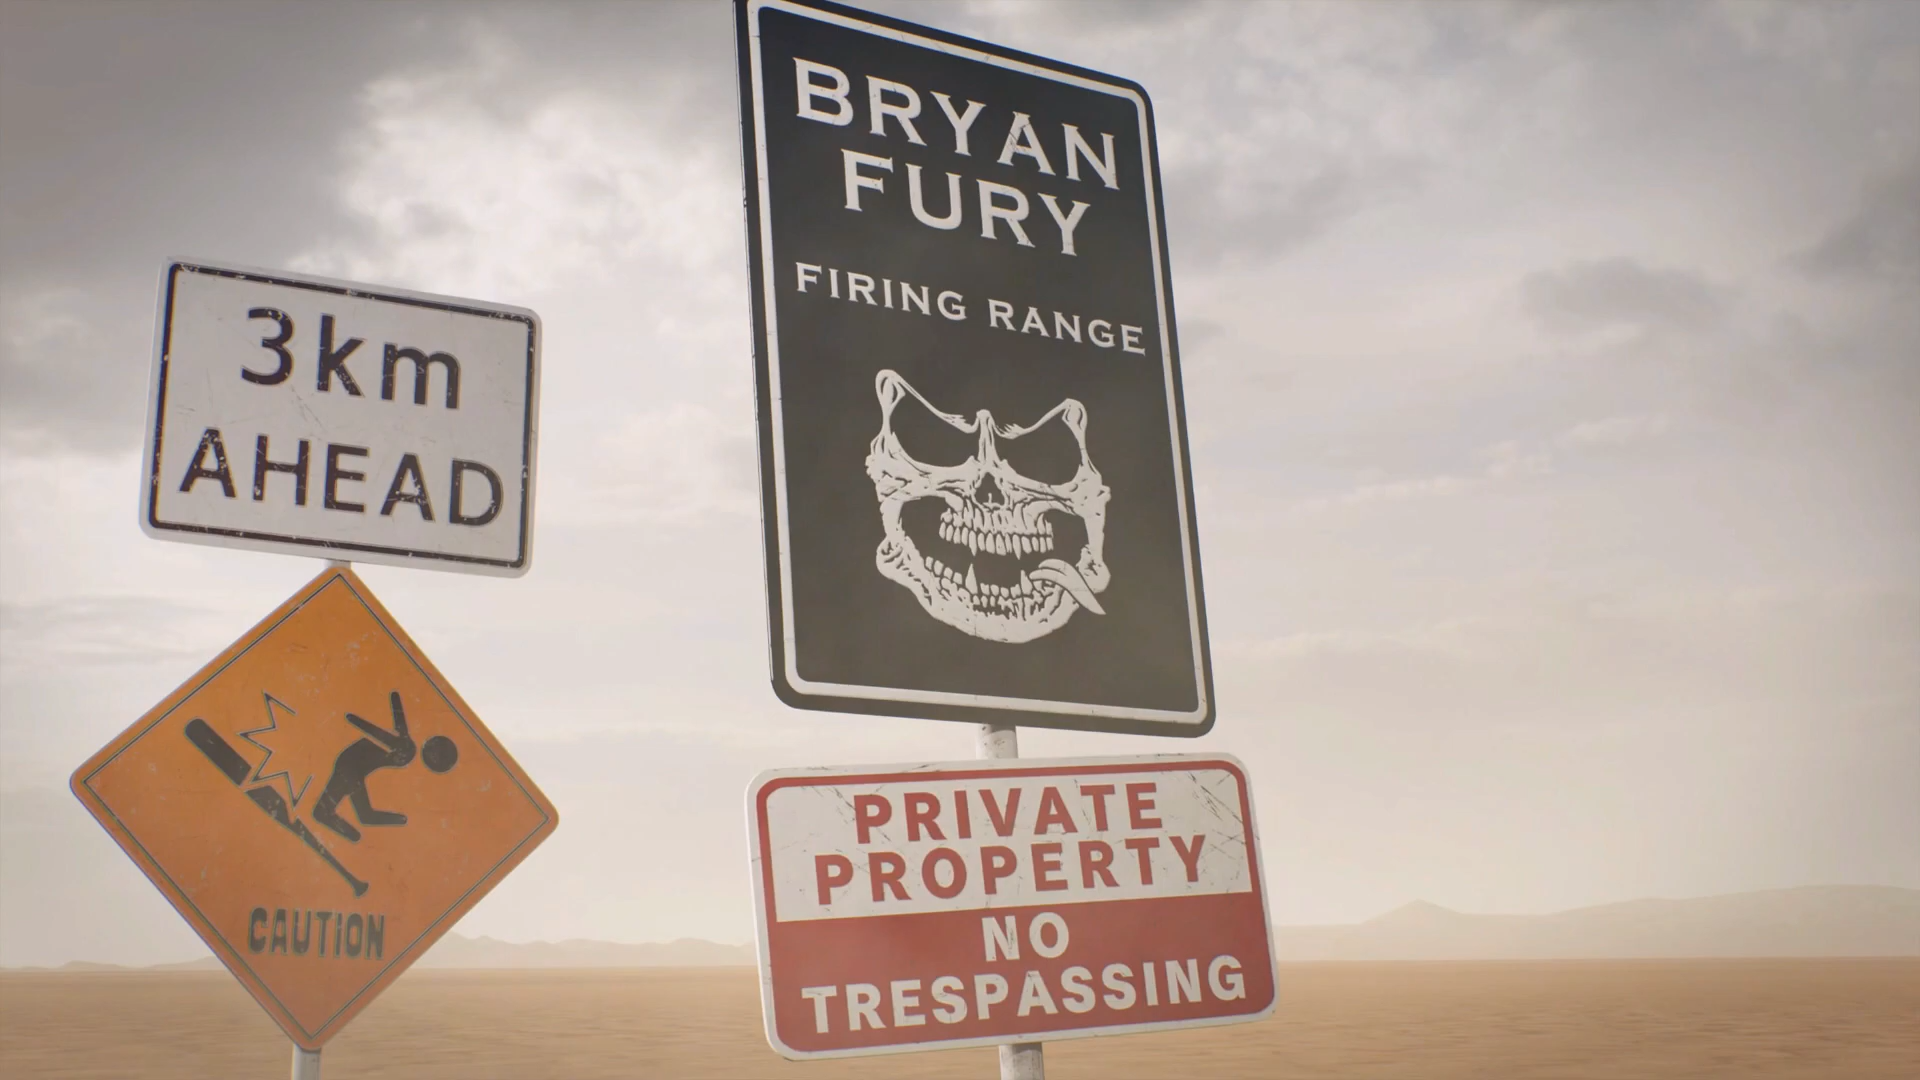 3km
AHEAD
CAUTION
BRYAN
FURY
FIRING RANGE
PRIVATE
PROPERTY
NO
TRESPASSING